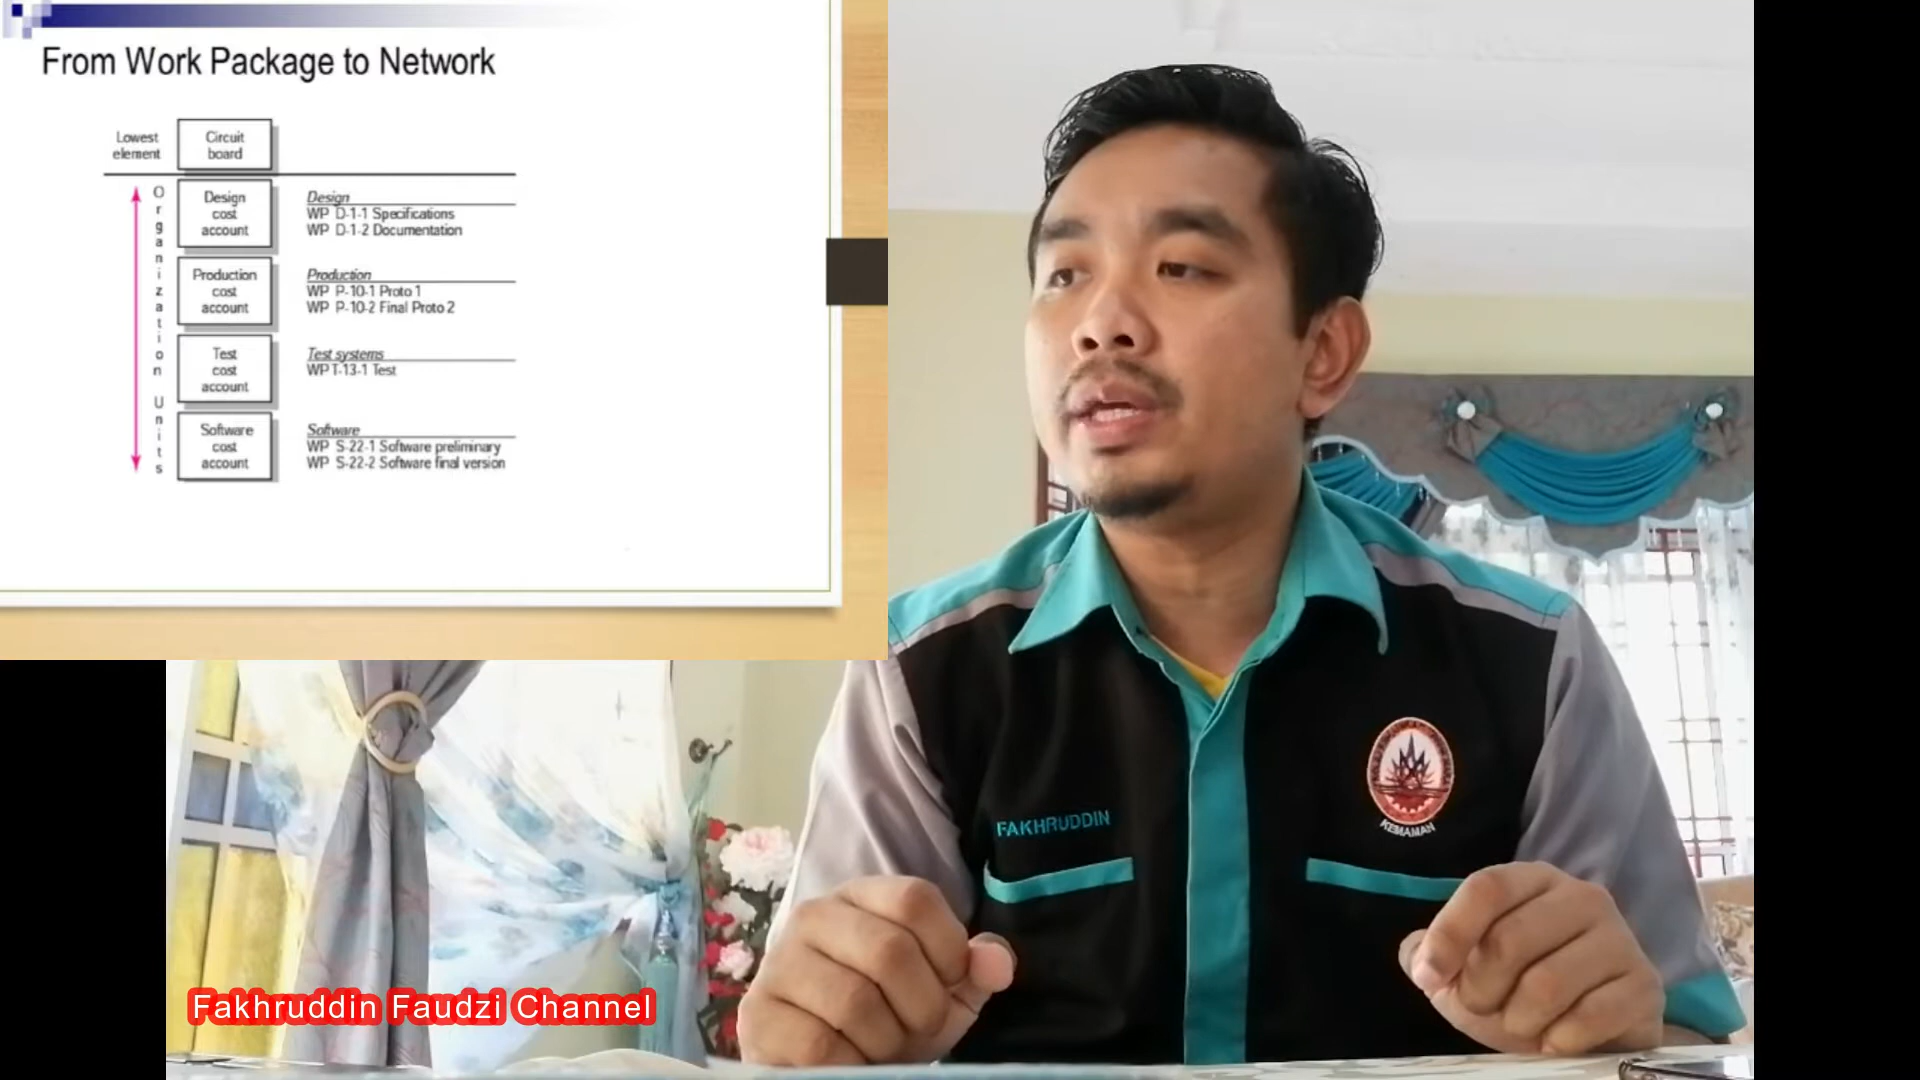 From Work Package to Network
Lowest
element
Circuit
board
Organization Units
Design
cost
account
Design
WP D-1-1 Specifications
WP D-1-2 Documentation
Production
cost
account
Production
WP P-10-1 Proto 1
WP P-10-2 Final Proto 2
Test
cost
account
Test systems
WP T-13-1 Test
Software
cost
account
Software
WP S-22-1 Software preliminary
WP S-22-2 Software final version
FAKHRUDDIN
KEMAMAN
Fakhruddin Faudzi Channel